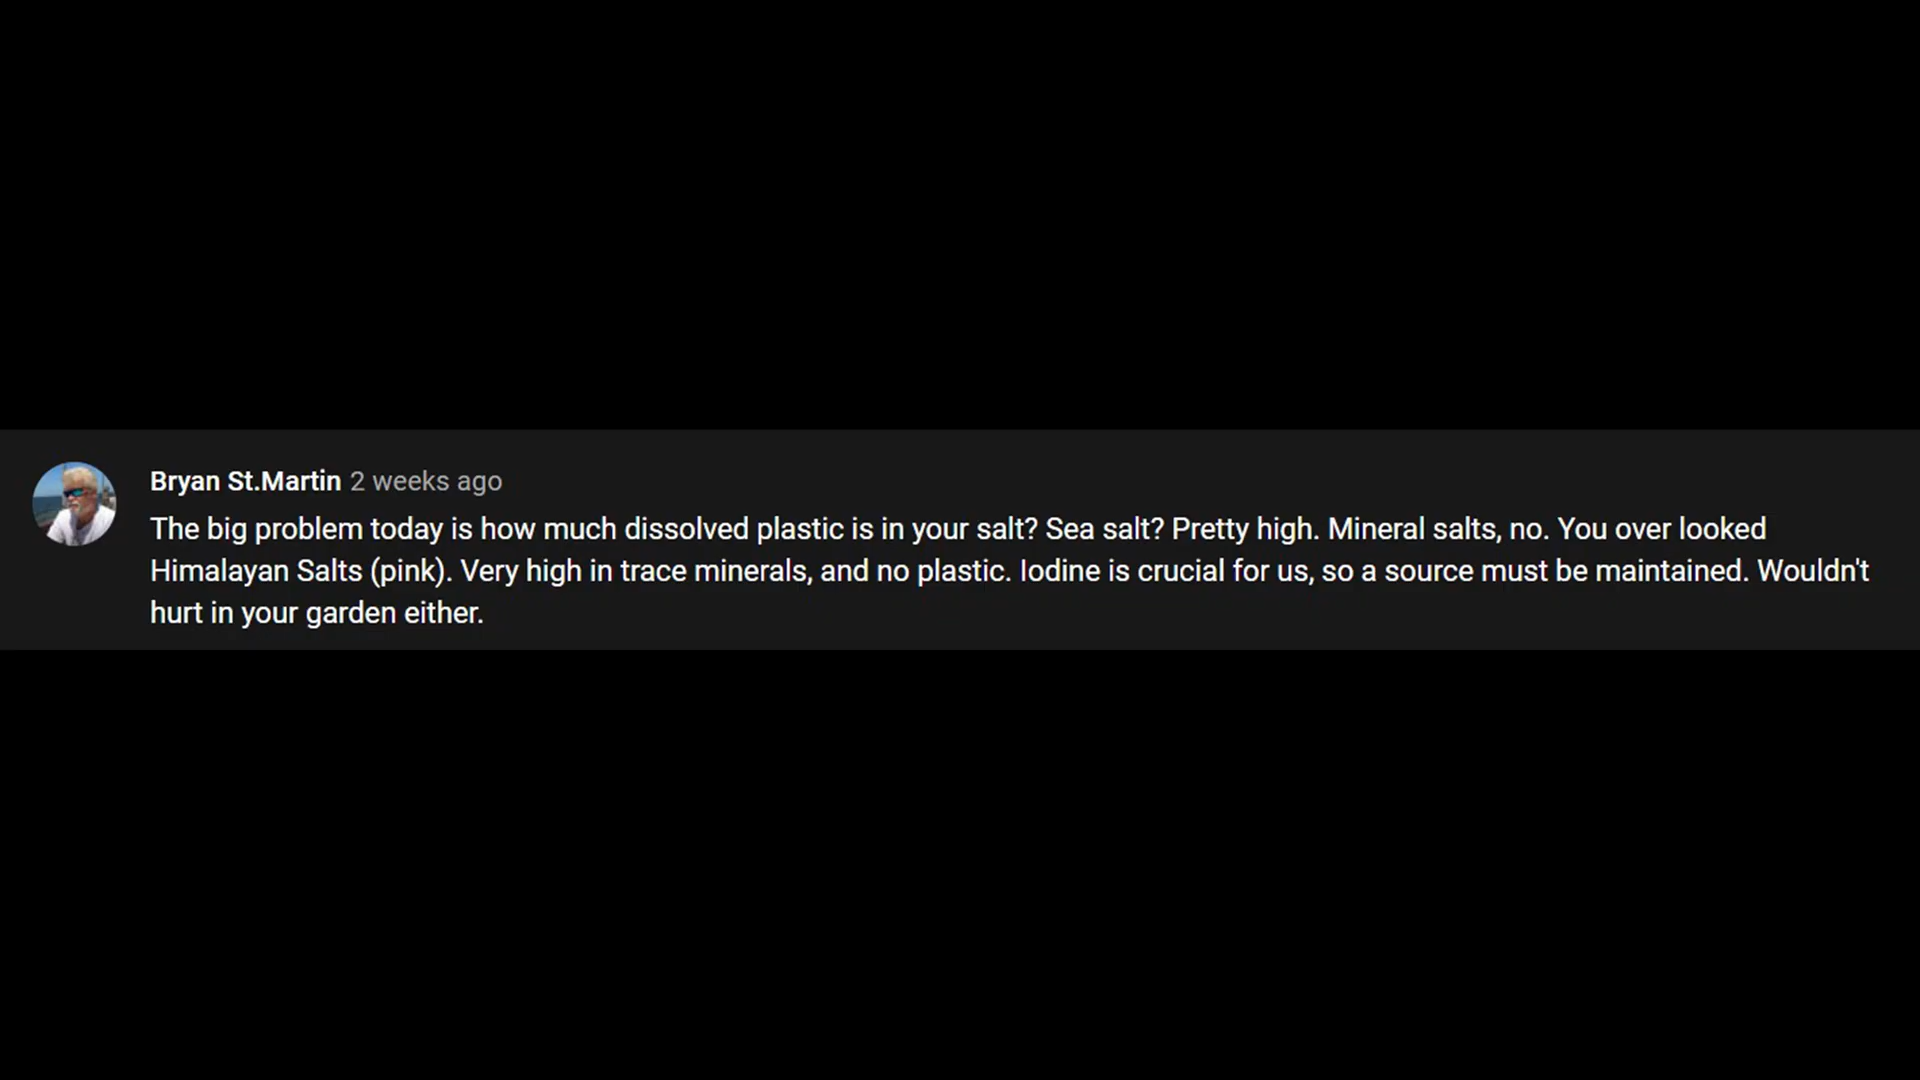 Bryan St.Martin 2 weeks ago
The big problem today is how much dissolved plastic is in your salt? Sea salt? Pretty high. Mineral salts, no. You over looked
Himalayan Salts (pink). Very high in trace minerals, and no plastic. Iodine is crucial for us, so a source must be maintained. Wouldn't
hurt in your garden either.